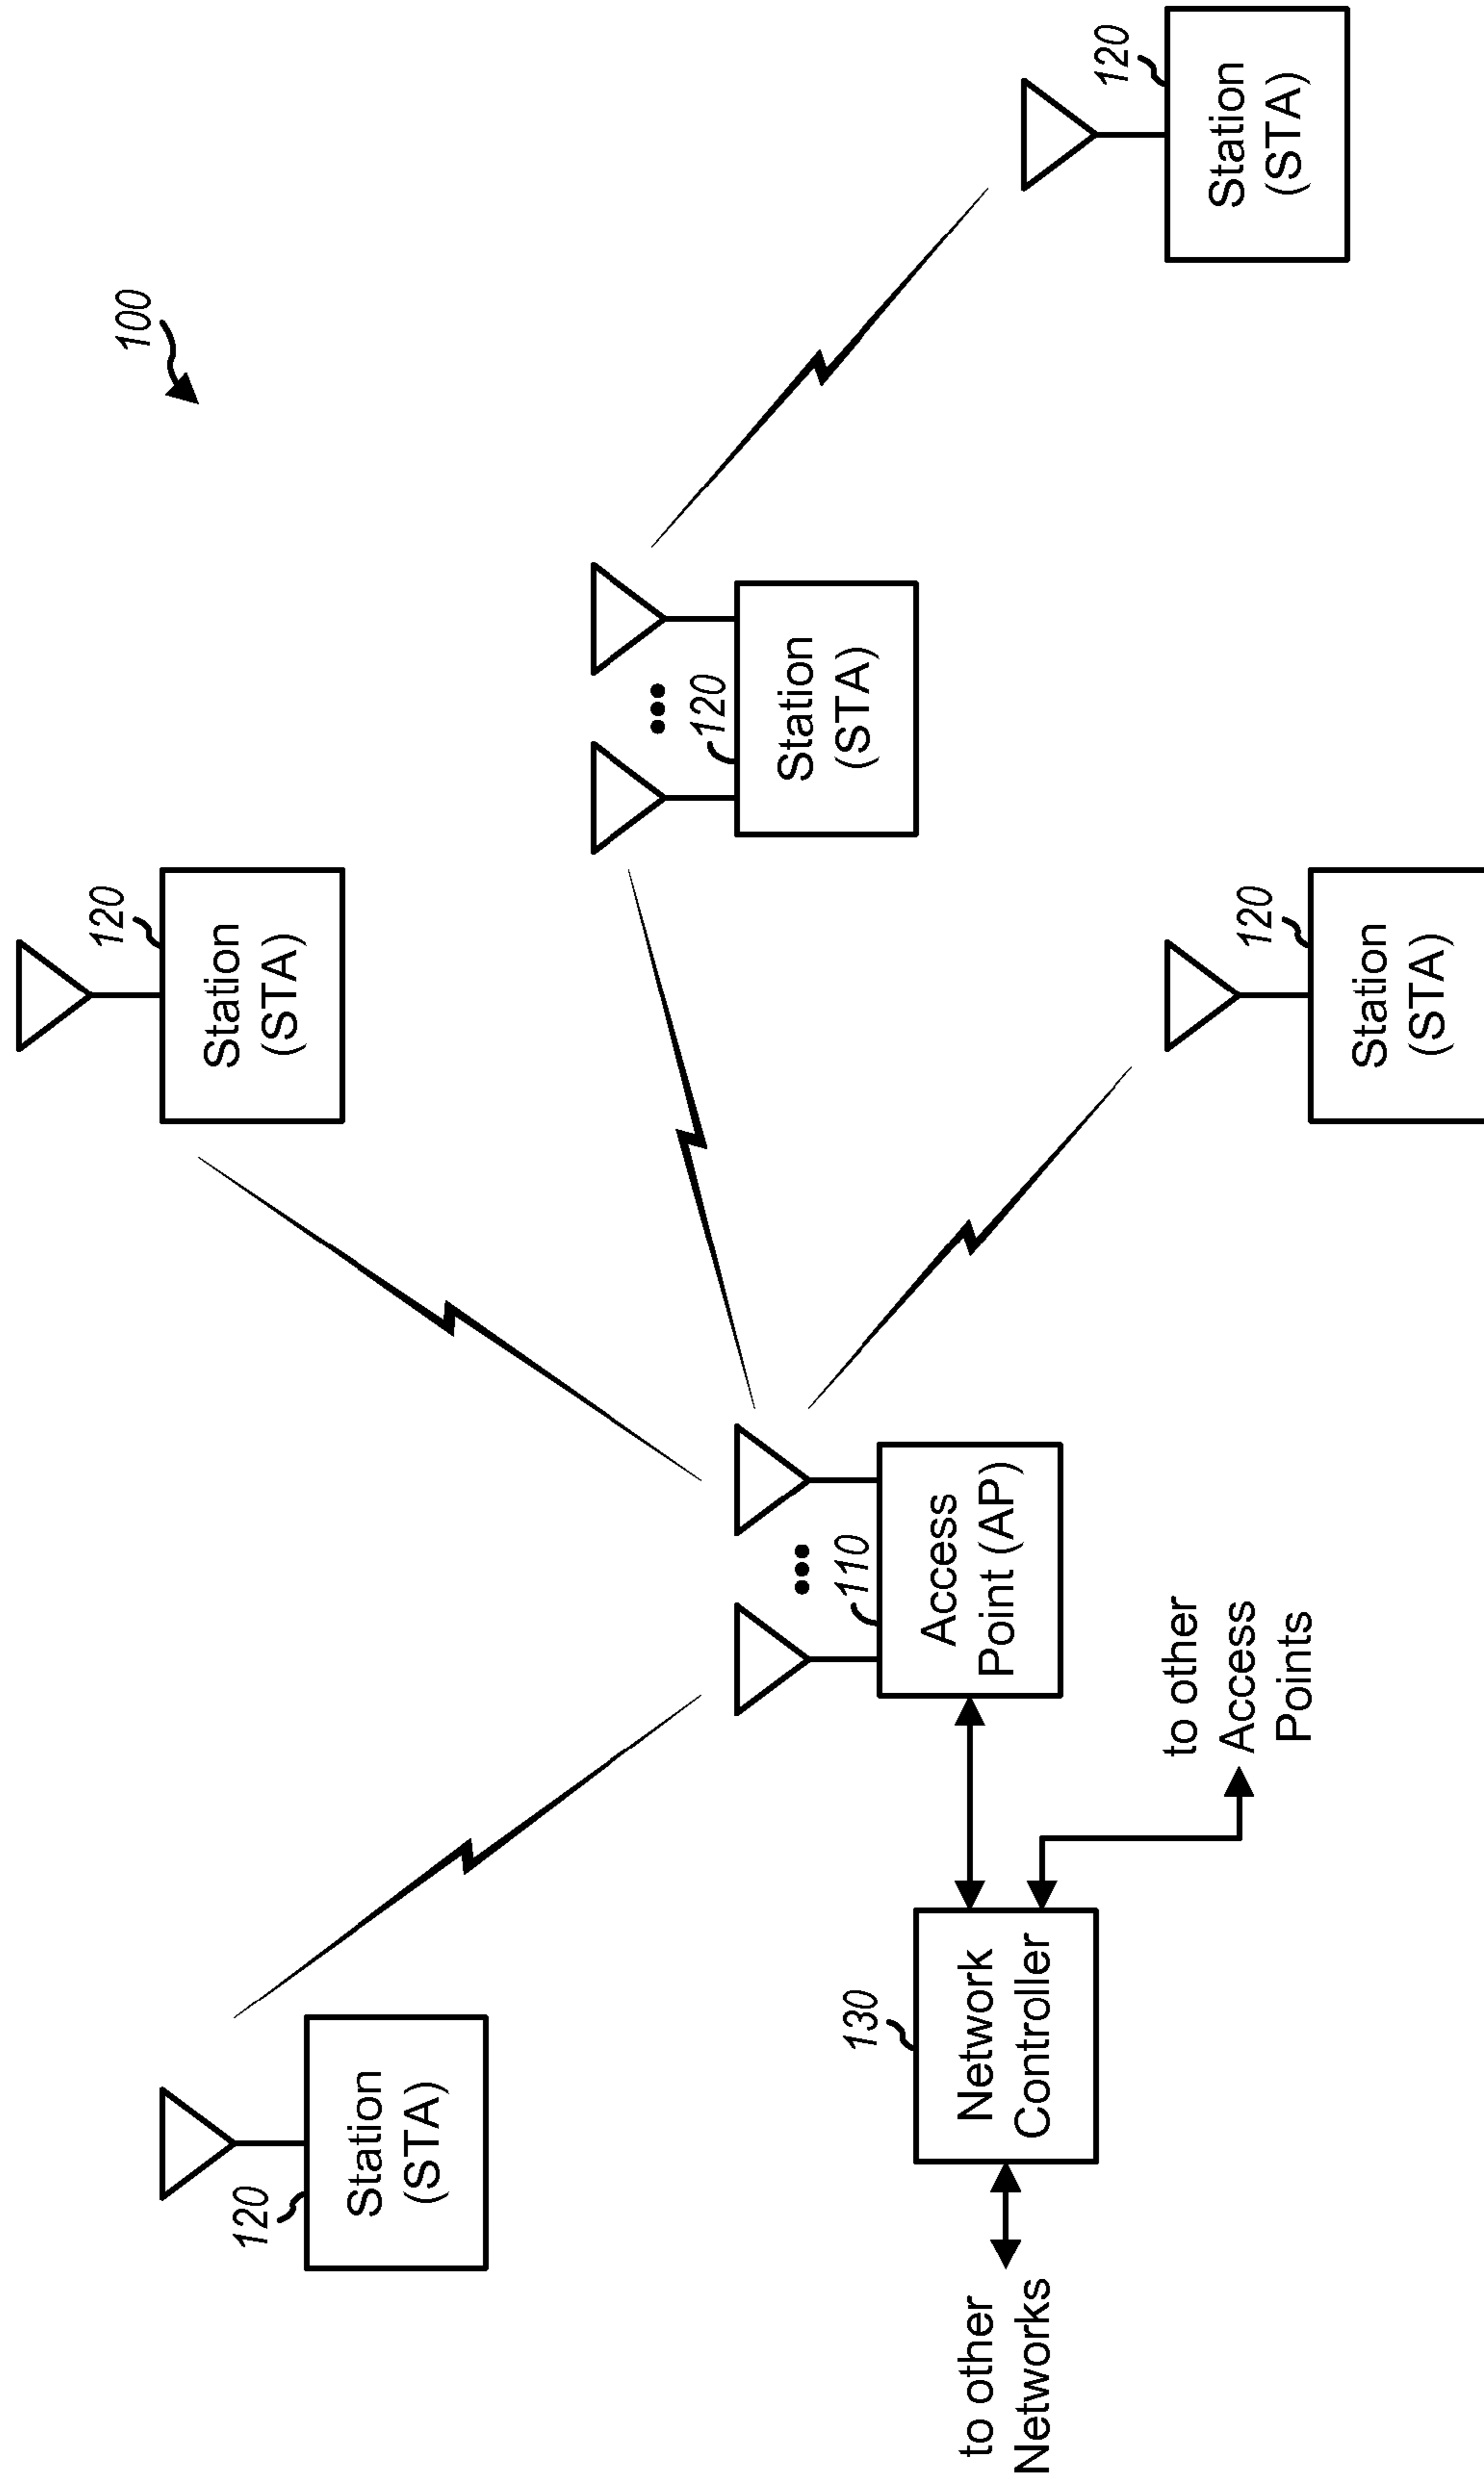 100
120
Station
(STA)
120
Station
(STA)
120
Station
(STA)
120
Station
(STA)
120
Station
(STA)
110
Access
Point (AP)
130
Network
Controller
to other
Networks
to other
Access
Points